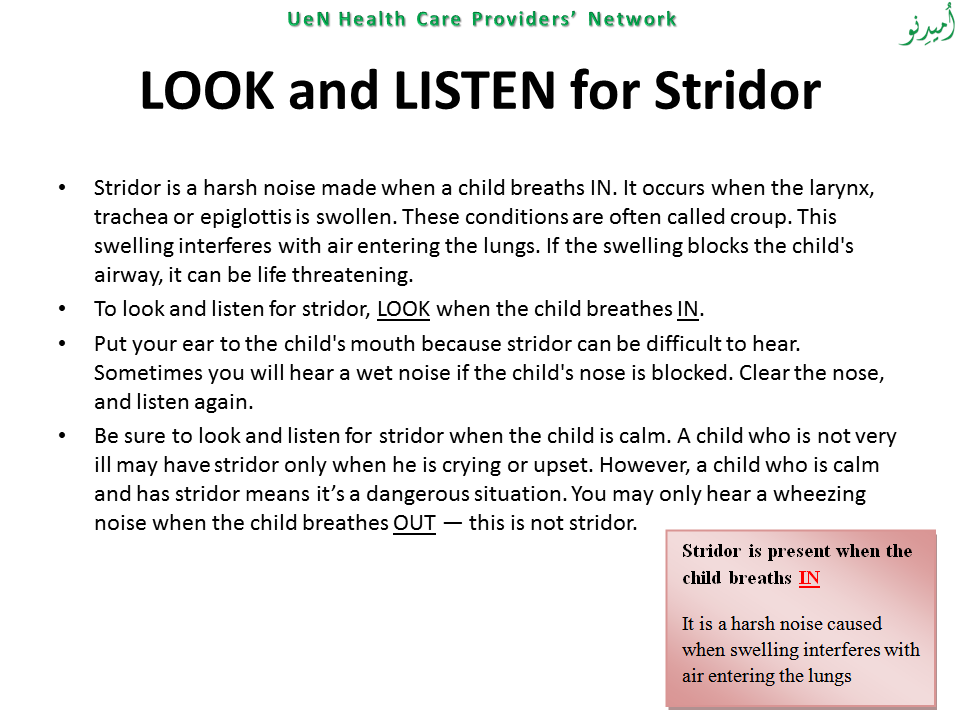 UeN Health Care Providers’ Network
اُمیدِنو
LOOK and LISTEN for Stridor
• Stridor is a harsh noise made when a child breaths IN. It occurs when the larynx,
trachea or epiglottis is swollen. These conditions are often called croup. This
swelling interferes with air entering the lungs. If the swelling blocks the child's
airway, it can be life threatening.
• To look and listen for stridor, LOOK when the child breathes IN.
• Put your ear to the child's mouth because stridor can be difficult to hear.
Sometimes you will hear a wet noise if the child's nose is blocked. Clear the nose,
and listen again.
• Be sure to look and listen for stridor when the child is calm. A child who is not very
ill may have stridor only when he is crying or upset. However, a child who is calm
and has stridor means it’s a dangerous situation. You may only hear a wheezing
noise when the child breathes OUT — this is not stridor.
Stridor is present when the
child breaths IN
It is a harsh noise caused
when swelling interferes with
air entering the lungs